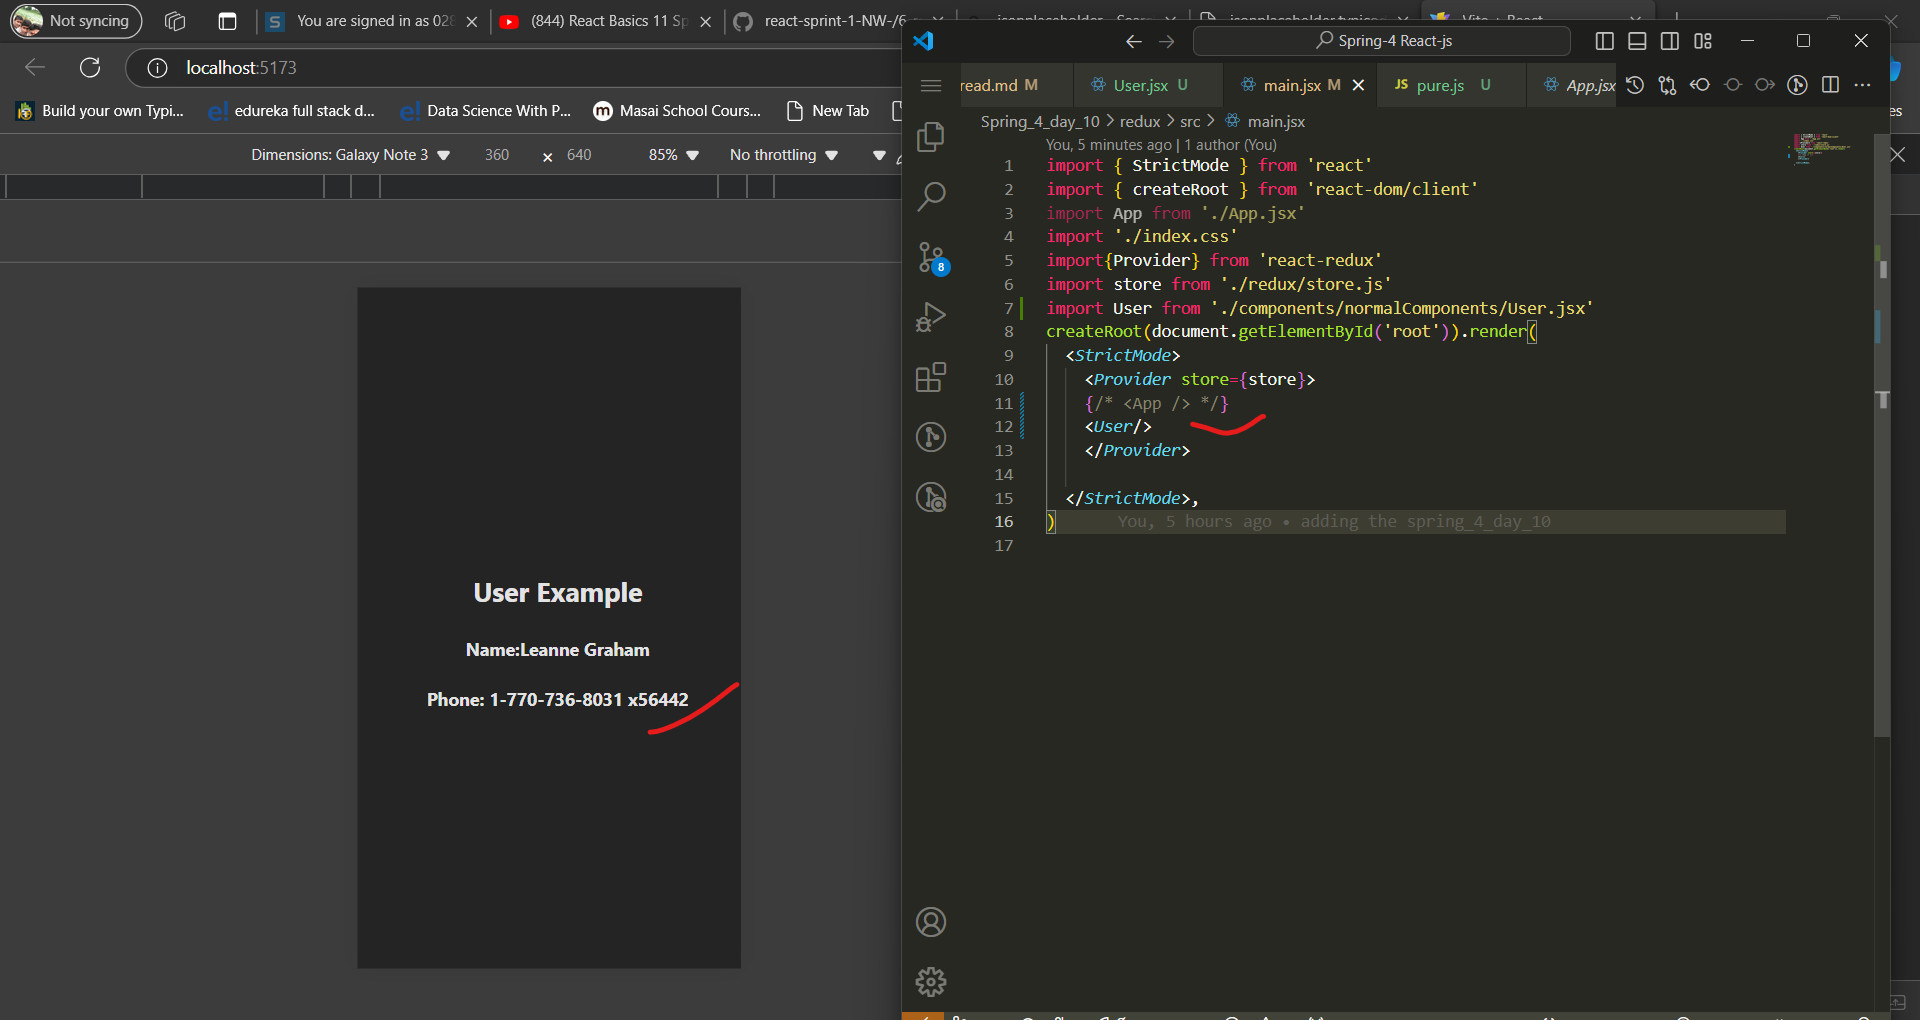 Not syncing
You are signed in as 028
(844) React Basics 11 Sp
react-sprint-1-NW-/6
localhost:5173
Build your own Typi...
edureka full stack d...
Data Science With P...
Masai School Cours...
New Tab
Dimensions: Galaxy Note 3
360
×
640
85%
No throttling
User Example
Name:Leanne Graham
Phone: 1-770-736-8031 x56442
Spring-4 React-js
read.md M
User.jsx U
main.jsx M
JS pure.js U
App.jsx
Spring_4_day_10 > redux > src > main.jsx
You, 5 minutes ago | 1 author (You)
1 import { StrictMode } from 'react'
2 import { createRoot } from 'react-dom/client'
3 import App from './App.jsx'
4 import './index.css'
5 import{Provider} from 'react-redux'
6 import store from './redux/store.js'
7 import User from './components/normalComponents/User.jsx'
8 createRoot(document.getElementById('root')).render(
9 <StrictMode>
10 <Provider store={store}>
11 {/* <App /> */}
12 <User/>
13 </Provider>
14
15 </StrictMode>,
16 ) You, 5 hours ago • adding the spring_4_day_10
17
8